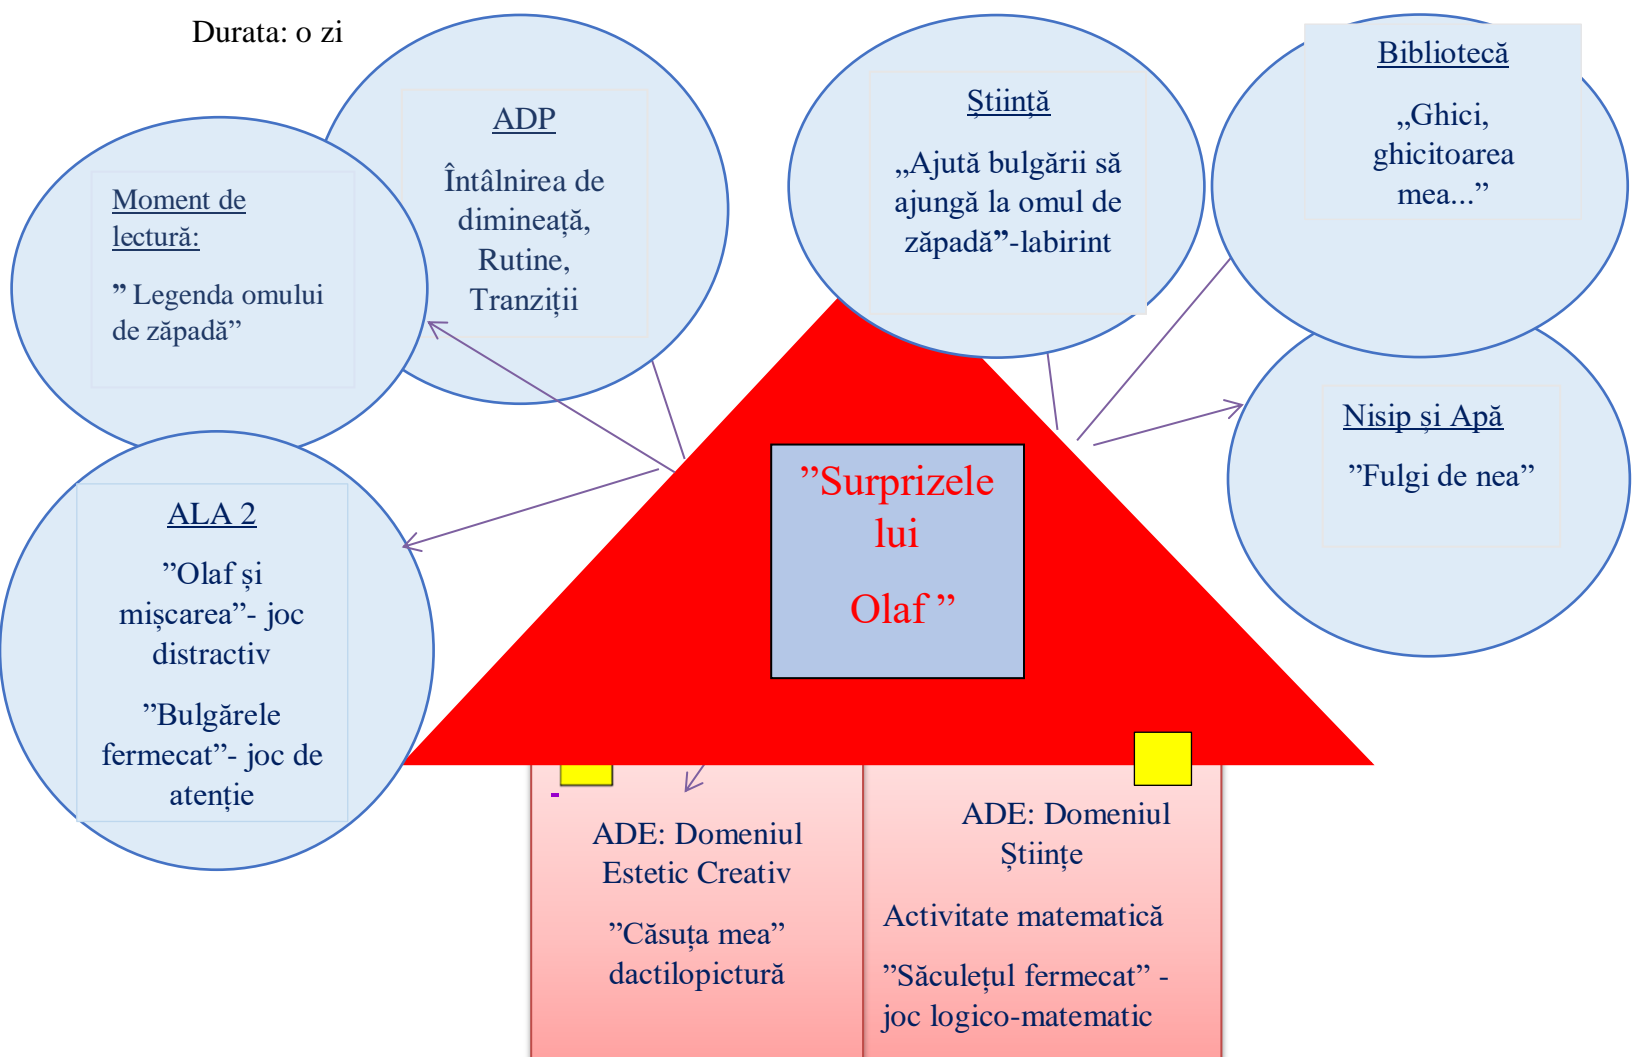 Durata: o zi
ADP
Întâlnirea de
dimineață,
Rutine,
Tranziții
Moment de
lectură:
” Legenda omului
de zăpadă”
ALA 2
”Olaf și
mișcarea”- joc
distractiv
”Bulgărele
fermecat”- joc de
atenție
Știință
„Ajută bulgării să
ajungă la omul de
zăpadă”-labirint
Bibliotecă
„Ghici,
ghicitoarea
mea...”
Nisip și Apă
”Fulgi de nea”
”Surprizele
lui
Olaf ”
ADE: Domeniul
Estetic Creativ
”Căsuța mea”
dactilopictură
ADE: Domeniul
Științe
Activitate matematică
”Săculețul fermecat” -
joc logico-matematic